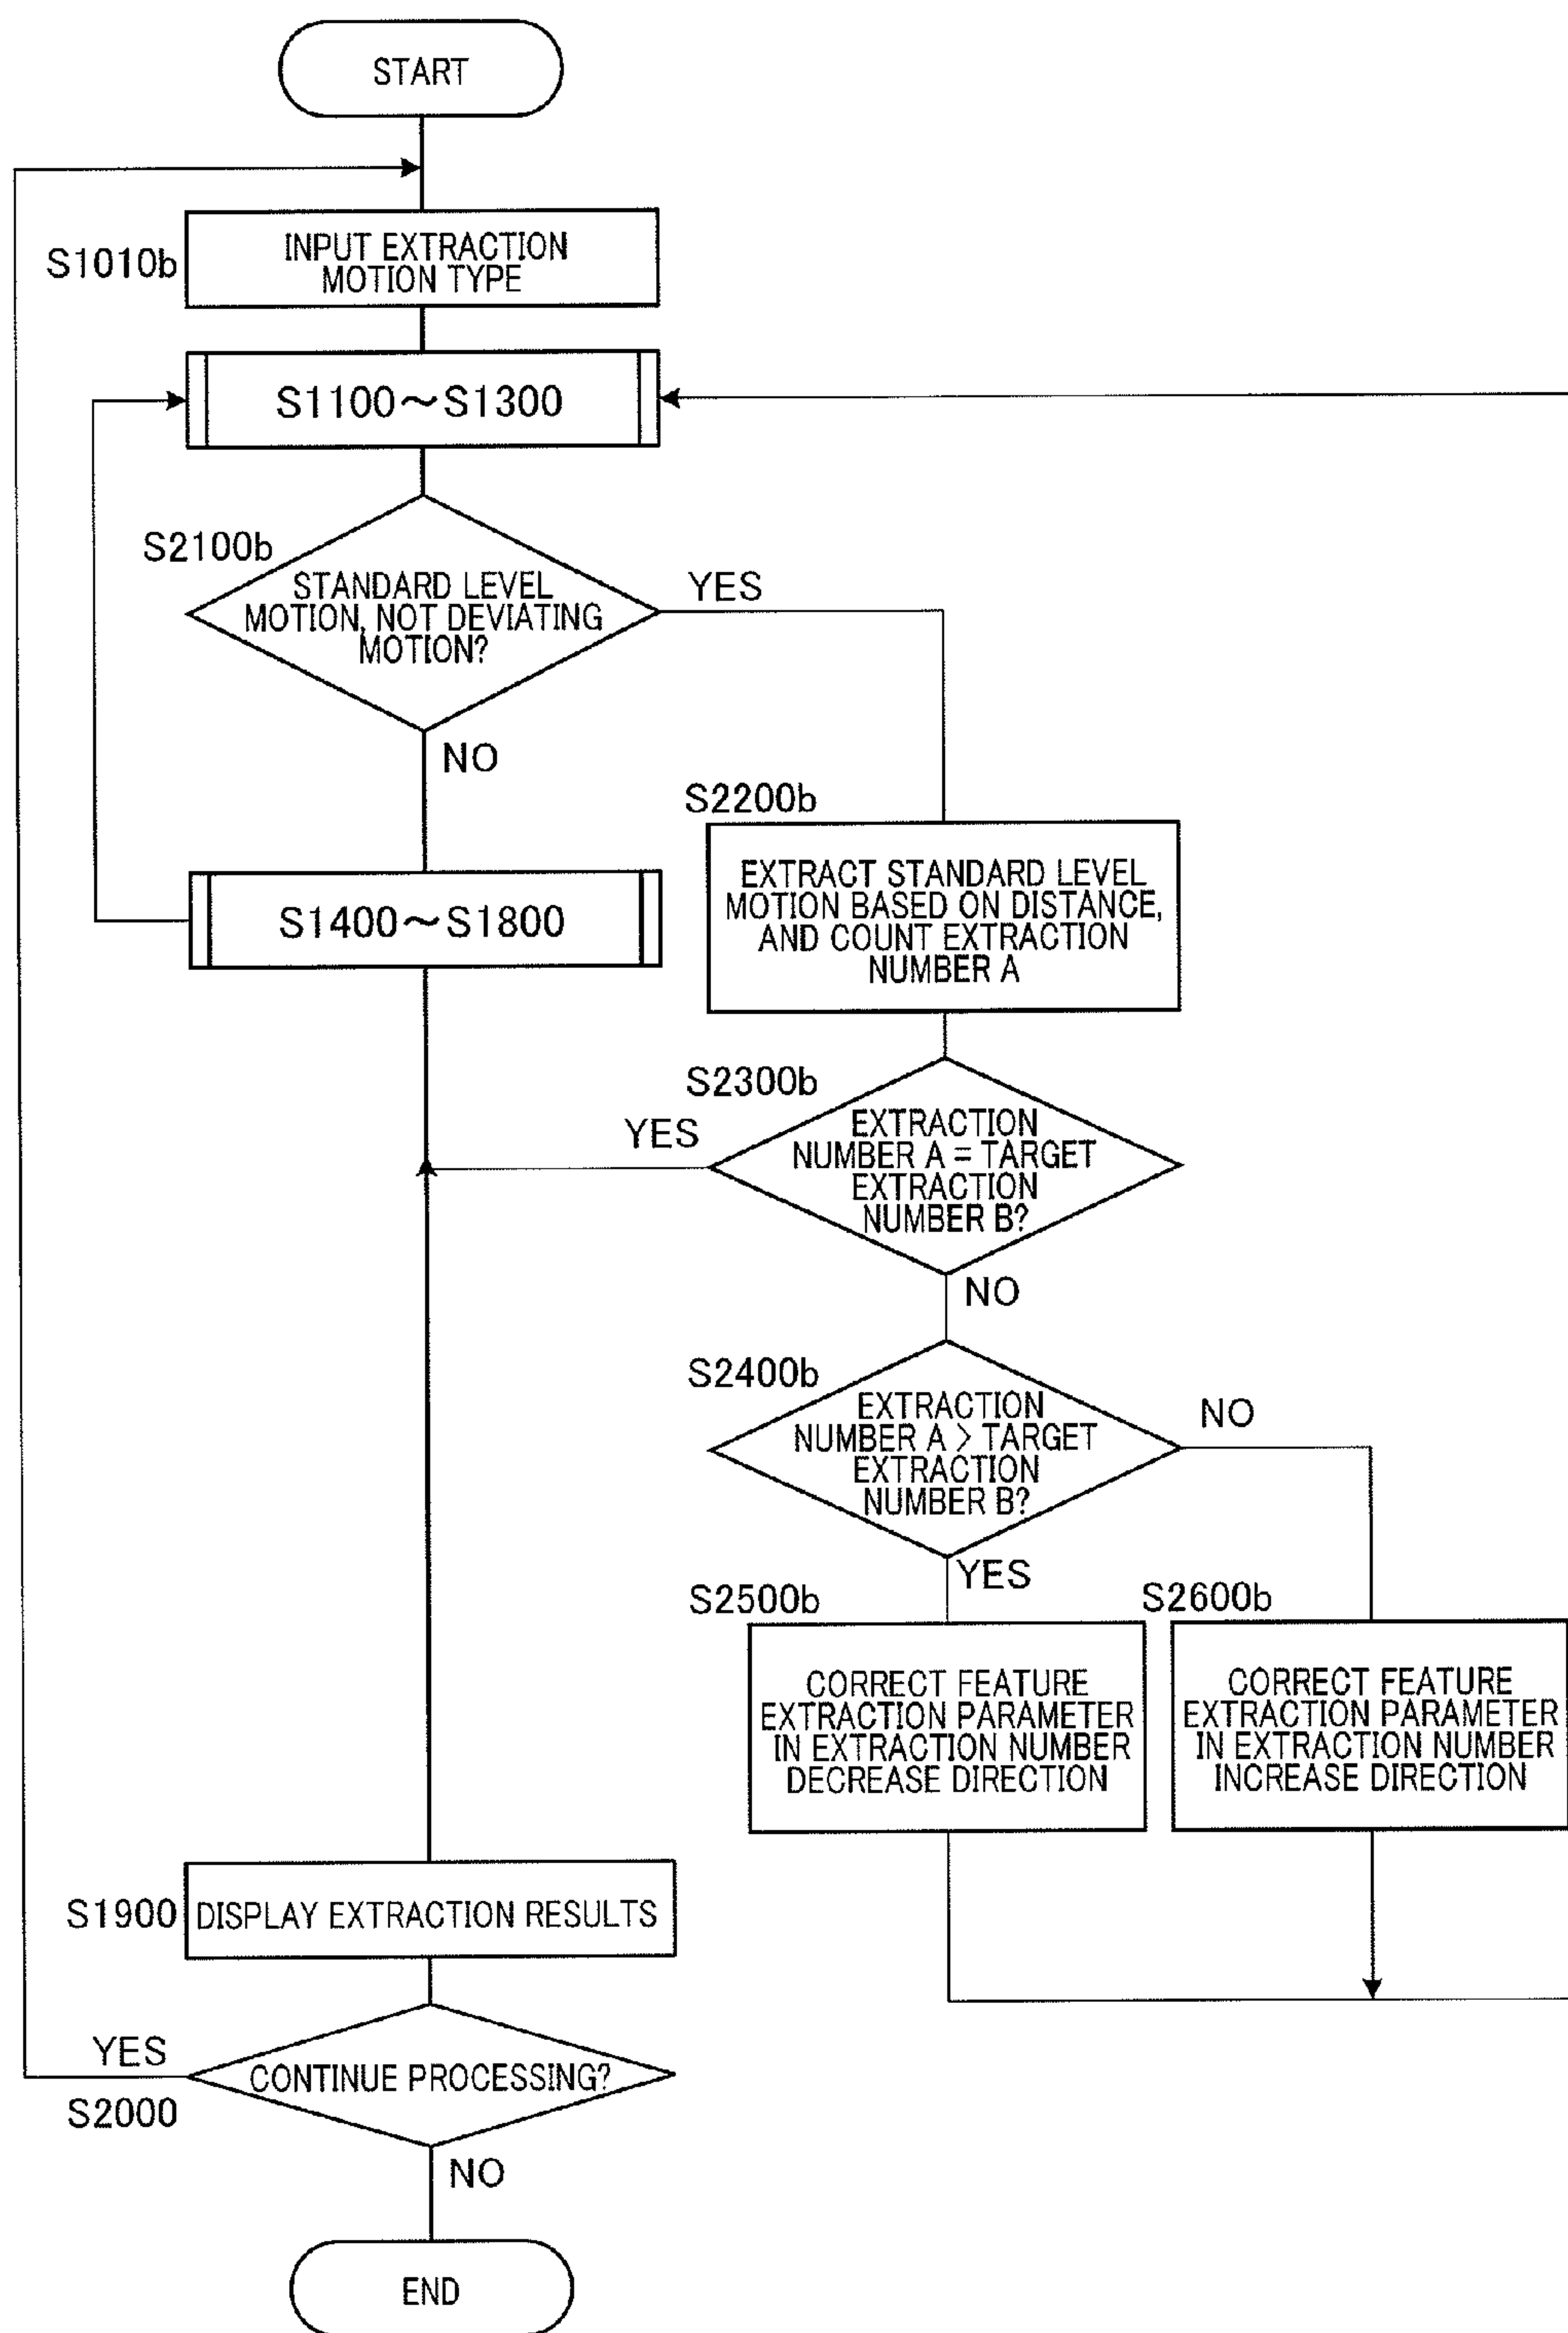 START
S1010b
INPUT EXTRACTION
MOTION TYPE
S1100～S1300
S2100b
STANDARD LEVEL
MOTION, NOT DEVIATING
MOTION?
YES
NO
S2200b
EXTRACT STANDARD LEVEL
MOTION BASED ON DISTANCE,
AND COUNT EXTRACTION
NUMBER A
S1400～S1800
S2300b
EXTRACTION
NUMBER A = TARGET
EXTRACTION
NUMBER B?
YES
NO
S2400b
EXTRACTION
NUMBER A > TARGET
EXTRACTION
NUMBER B?
NO
YES
S2500b
CORRECT FEATURE
EXTRACTION PARAMETER
IN EXTRACTION NUMBER
DECREASE DIRECTION
S2600b
CORRECT FEATURE
EXTRACTION PARAMETER
IN EXTRACTION NUMBER
INCREASE DIRECTION
S1900
DISPLAY EXTRACTION RESULTS
YES
S2000
CONTINUE PROCESSING?
NO
END